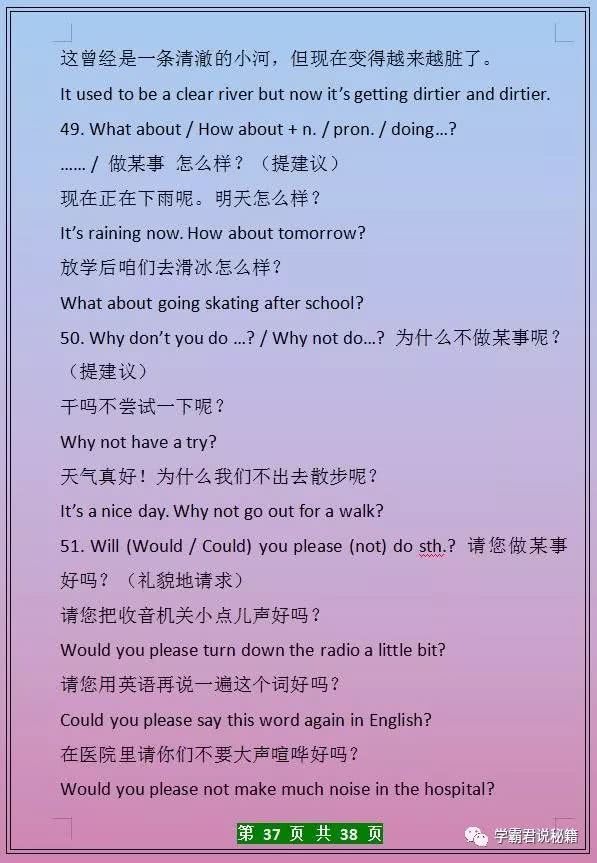 这曾经是一条清澈的小河，但现在变得越来越脏了。
It used to be a clear river but now it’s getting dirtier and dirtier.
49. What about / How about + n. / pron. / doing…?
…… / 做某事 怎么样？（提建议）
现在正在下雨呢。明天怎么样？
It’s raining now. How about tomorrow?
放学后咱们去滑冰怎么样？
What about going skating after school?
50. Why don’t you do …? / Why not do…? 为什么不做某事呢？
（提建议）
干吗不尝试一下呢？
Why not have a try?
天气真好！为什么我们不出去散步呢？
It’s a nice day. Why not go out for a walk?
51. Will (Would / Could) you please (not) do sth.? 请您做某事
好吗？（礼貌地请求）
请您把收音机关小点儿声好吗？
Would you please turn down the radio a little bit?
请您用英语再说一遍这个词好吗？
Could you please say this word again in English?
在医院里请你们不要大声喧哗好吗？
Would you please not make much noise in the hospital?
第 37 页 共 38 页
学霸君说秘籍